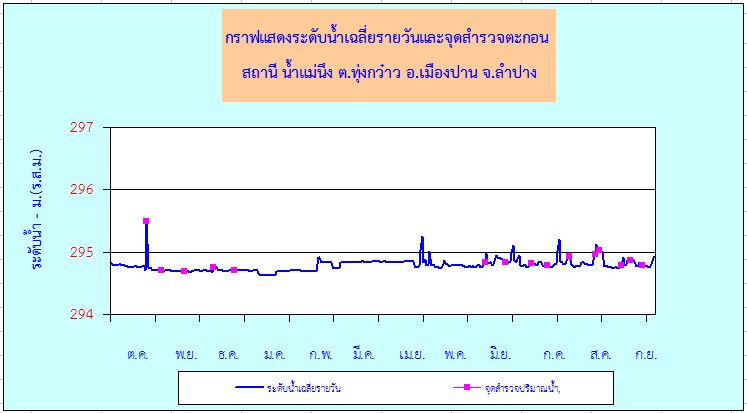 กราฟแสดงระดับน้ำเฉลี่ยรายวันและจุดสำรวจตะกอน
สถานี น้ำแม่นึง ต.ทุ่งกว๋าว อ.เมืองปาน จ.ลำปาง
ระดับน้ำ - ม.(ร.ส.ม.)
297
296
295
294
ต.ค. พ.ย. ธ.ค. ม.ค. ก.พ. มี.ค. เม.ย. พ.ค. มิ.ย. ก.ค. ส.ค. ก.ย.
ระดับน้ำเฉลี่ยรายวัน จุดสำรวจปริมาณน้ำ,